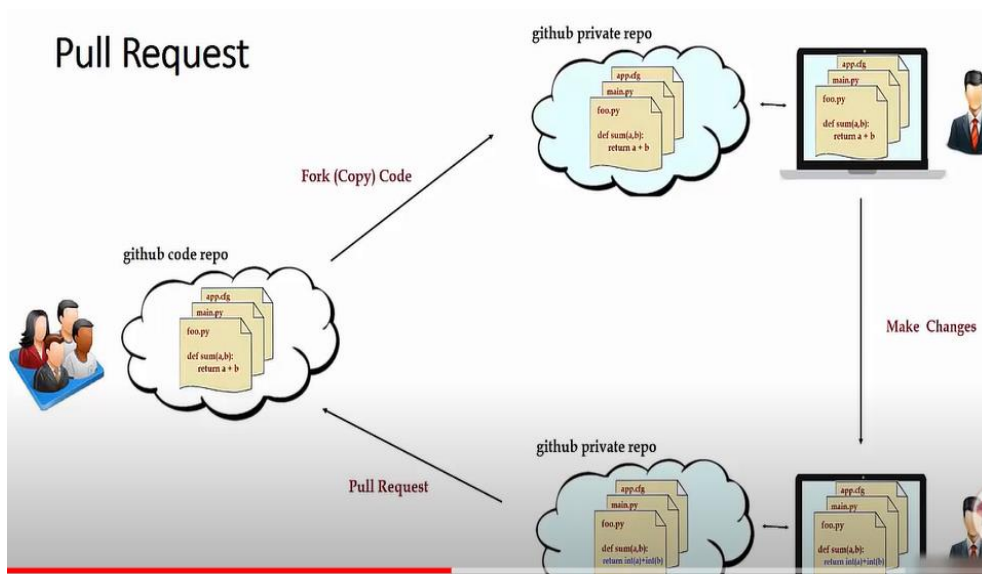 Pull Request
github private repo
app.cfg
main.py
foo.py
def sum(a,b):
return a + b
app.cfg
main.py
foo.py
def sum(a,b):
return a + b
Fork (Copy) Code
github code repo
app.cfg
main.py
foo.py
def sum(a,b):
return a + b
Make Changes
Pull Request
github private repo
app.cfg
main.py
foo.py
def sum(a,b):
return int(a)+int(b)
app.cfg
main.py
foo.py
def sum(a,b):
return int(a)+int(b)